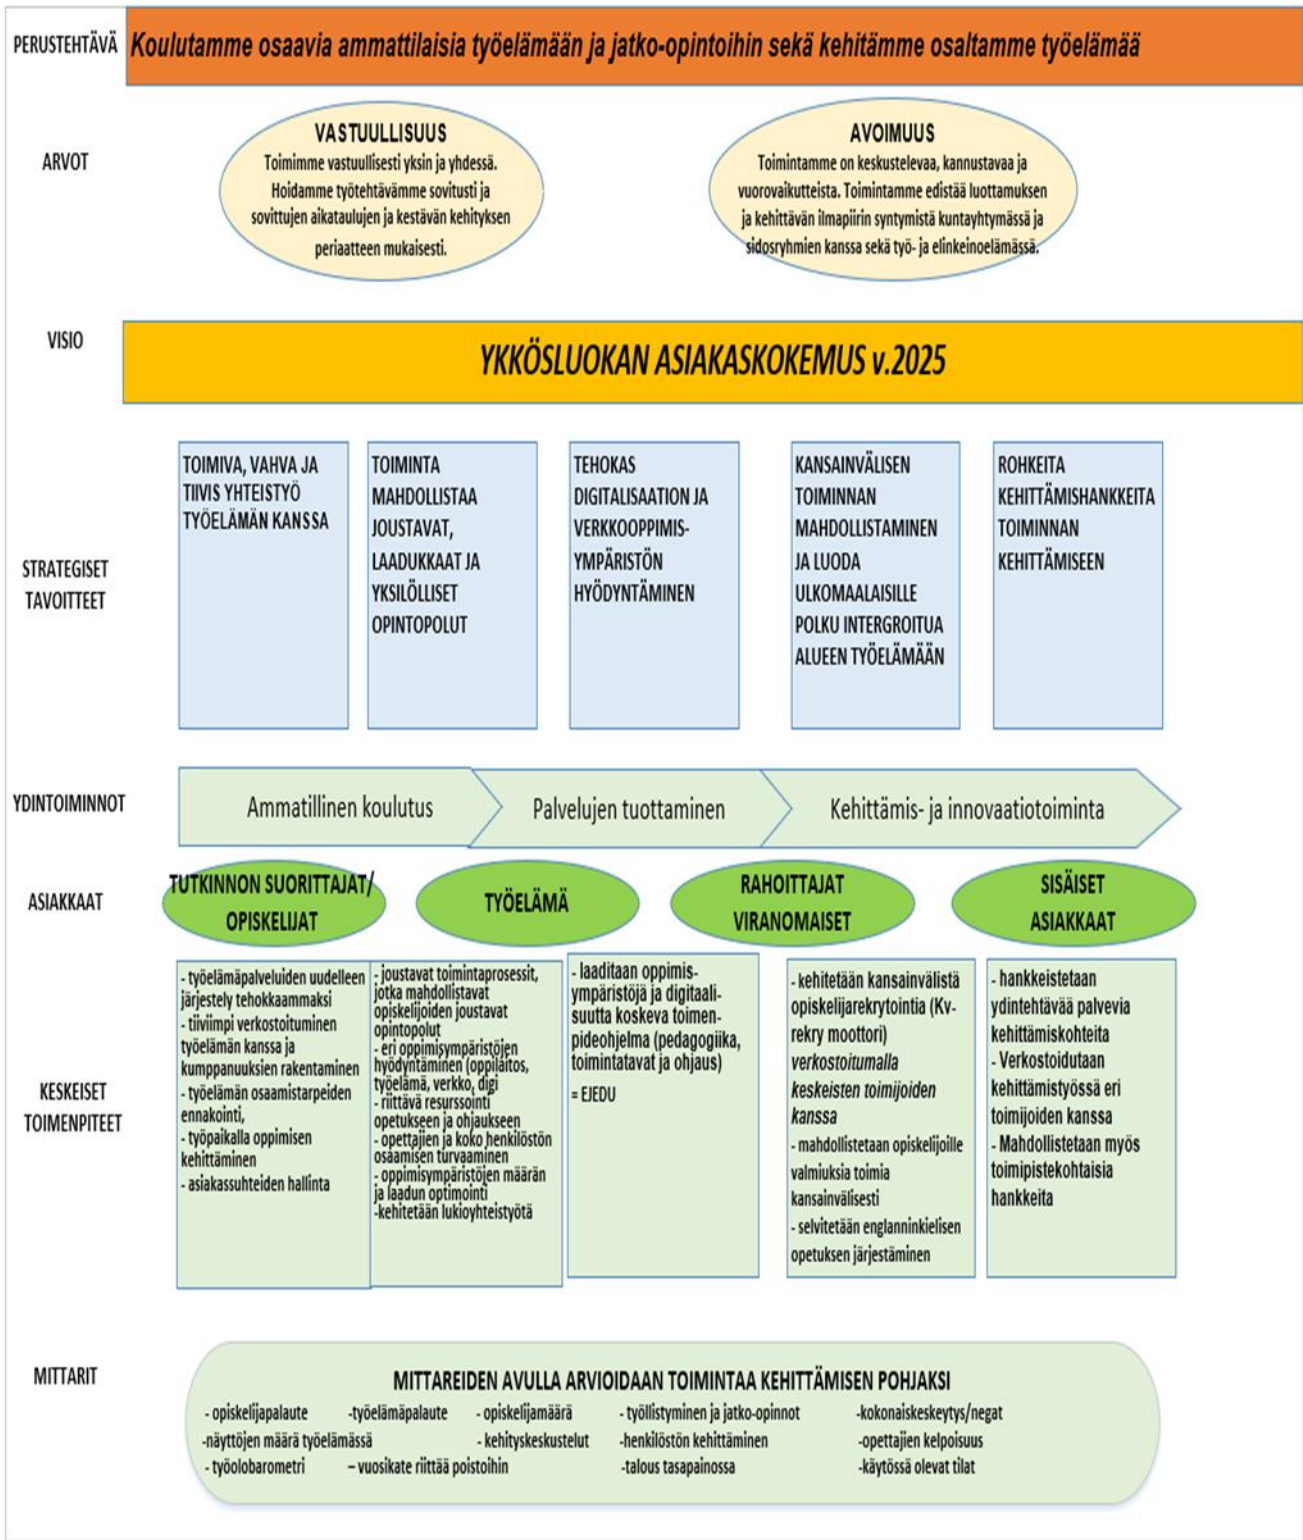 PERUSTEHTÄVÄ
Koulutamme osaavia ammattilaisia työelämään ja jatko-opintoihin sekä kehitämme osaltamme työelämää
ARVOT
VASTUULLISUUS
Toimimme vastuullisesti yksin ja yhdessä.
Hoidamme työtehtävämme sovitusti ja
sovittujen aikataulujen ja kestävän kehityksen
periaatteen mukaisesti.
AVOIMUUS
Toimintamme on keskustelevaa, kannustavaa ja
vuorovaikutteista. Toimintamme edistää luottamuksen
ja kehittävän ilmapiirin syntymistä kuntayhtymässä ja
sidosryhmien kanssa sekä työ- ja elinkeinoelämässä.
VISIO
YKKÖSLUOKAN ASIAKASKOKEMUS v.2025
STRATEGISET
TAVOITTEET
TOIMIVA, VAHVA JA
TIIVIS YHTEISTYÖ
TYÖELÄMÄN KANSSA
TOIMINTA
MAHDOLLISTAA
JOUSTAVAT,
LAADUKKAAT JA
YKSILÖLLISET
OPINTOPOLUT
TEHOKAS
DIGITALISAATION JA
VERKKOOPPIMIS-
YMPÄRISTÖN
HYÖDYNTÄMINEN
KANSAINVÄLISEN
TOIMINNAN
MAHDOLLISTAMINEN
JA LUODA
ULKOMAALAISILLE
POLKU INTERGROITUA
ALUEEN TYÖELÄMÄÄN
ROHKEITA
KEHITTÄMISHANKKEITA
TOIMINNAN
KEHITTÄMISEEN
YDINTOIMINNOT
Ammatillinen koulutus
Palvelujen tuottaminen
Kehittämis- ja innovaatiotoiminta
ASIAKKAAT
TUTKINNON SUORITTAJAT/
OPISKELIJAT
TYÖELÄMÄ
RAHOITTAJAT
VIRANOMAISET
SISÄISET
ASIAKKAAT
KESKEISET
TOIMENPITEET
- työelämäpalveluiden uudelleen
järjestely tehokkaammaksi
- tiiviimpi verkostoituminen
työelämän kanssa ja
kumppanuuksien rakentaminen
- työelämän osaamistarpeiden
ennakointi,
- työpaikalla oppimisen
kehittäminen
- asiakassuhteiden hallinta
- joustavat toimintaprosessit,
jotka mahdollistavat
opiskelijoiden joustavat
opintopolut
- eri oppimisympäristöjen
hyödyntäminen (oppilaitos,
työelämä, verkko, digi
- riittävä resurssointi
opetukseen ja ohjaukseen
- opettajien ja koko henkilöstön
osaamisen turvaaminen
- oppimisympäristöjen määrän
ja laadun optimointi
-kehitetään lukioyhteistyötä
- laaditaan oppimis-
ympäristöjä ja digitaali-
suutta koskeva toimen-
pideohjelma (pedagogiika,
toimintatavat ja ohjaus)
= EJEDU
- kehitetään kansainvälistä
opiskelijarekrytointia (Kv-
rekry moottori)
verkostoitumalla
keskeisten toimijoiden
kanssa
- mahdollistetaan opiskelijoille
valmiuksia toimia
kansainvälisesti
- selvitetään englanninkielisen
opetuksen järjestäminen
- hankkeistetaan
ydintehtävää palvevia
kehittämiskohteita
- Verkostoidutaan
kehittämistyössä eri
toimijoiden kanssa
- Mahdollistetaan myös
toimipistekohtaisia
hankkeita
MITTARIT
MITTAREIDEN AVULLA ARVIOIDAAN TOIMINTAA KEHITTÄMISEN POHJAKSI
- opiskelijapalaute -työelämäpalaute - opiskelijamäärä - työllistyminen ja jatko-opinnot -kokonaiskeskeytys/negat
-näyttöjen määrä työelämässä - kehityskeskustelut -henkilöstön kehittäminen -opettajien kelpoisuus
- työolobarometri – vuosikate riittää poistoihin -talous tasapainossa -käytössä olevat tilat